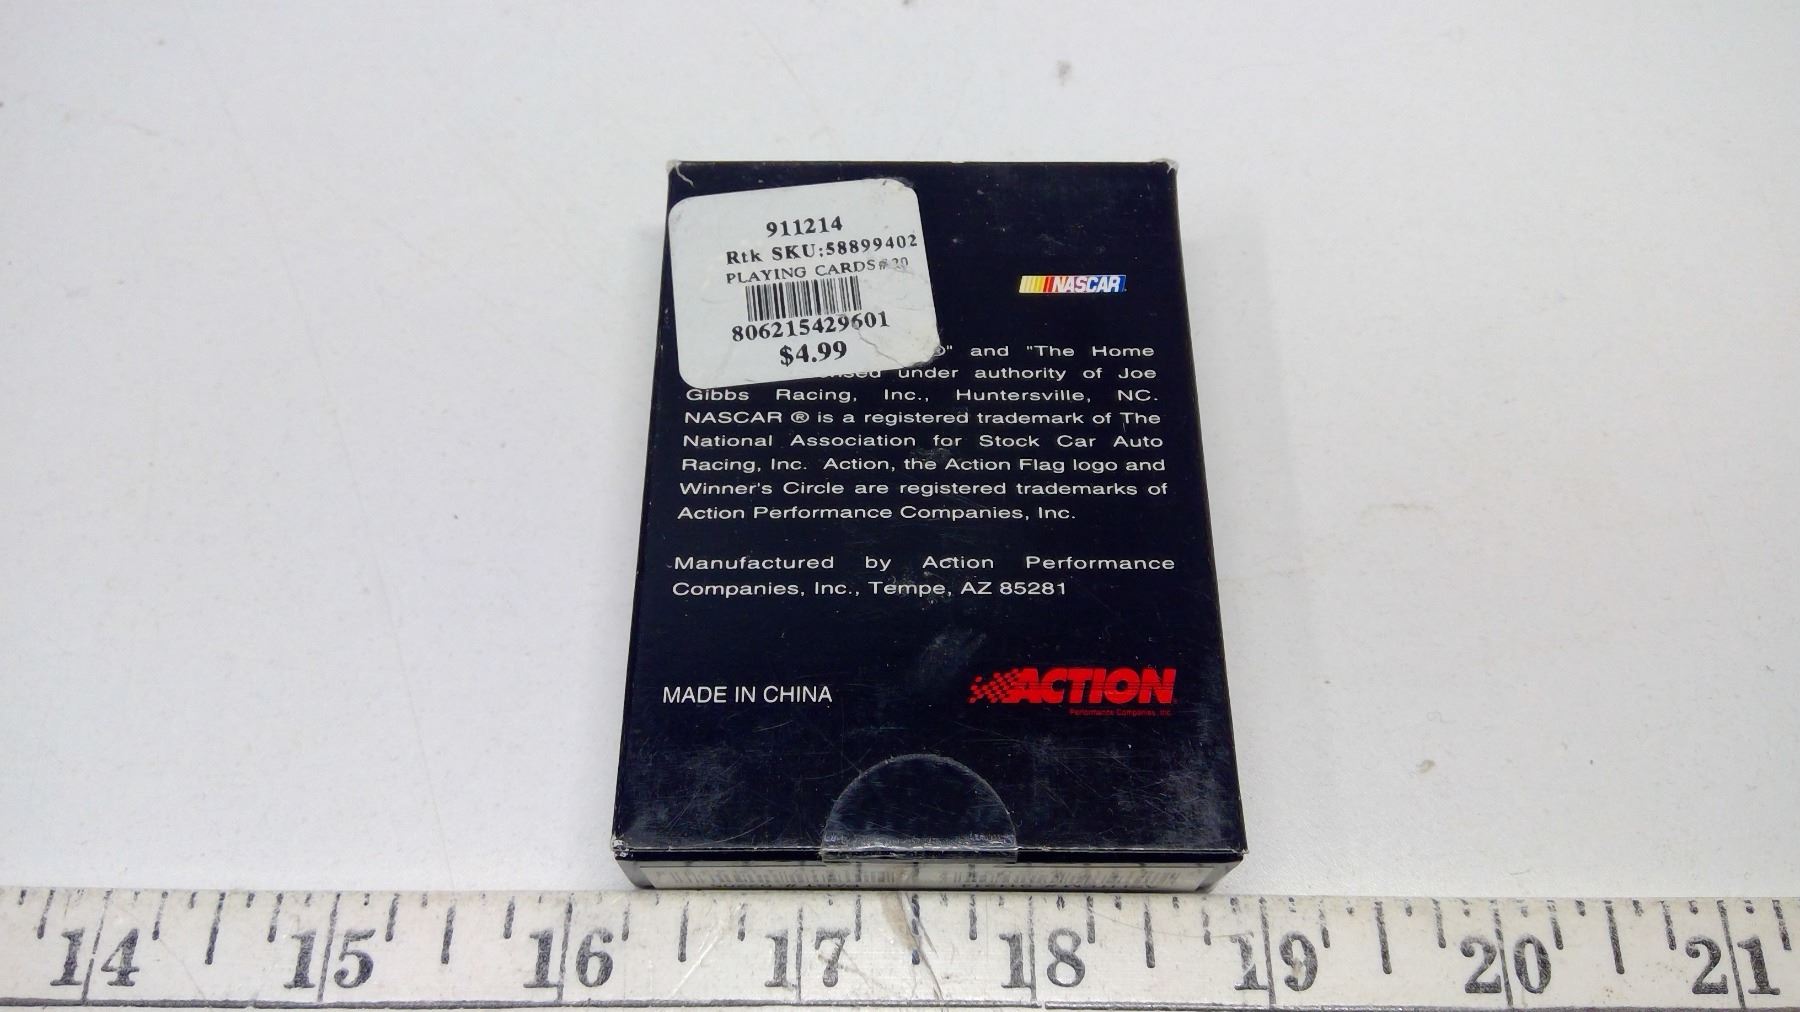 911214
Rtk SKU:58899402
PLAYING CARDS#20
806215429601
$4.99
NASCAR
®" and "The Home
under authority of Joe
Gibbs Racing, Inc., Huntersville, NC.
NASCAR ® is a registered trademark of The
National Association for Stock Car Auto
Racing, Inc. Action, the Action Flag logo and
Winner's Circle are registered trademarks of
Action Performance Companies, Inc.
Manufactured by Action Performance
Companies, Inc., Tempe, AZ 85281
MADE IN CHINA
ACTION
Performance Companies, Inc.
14 15 16 17 18 19 20 21